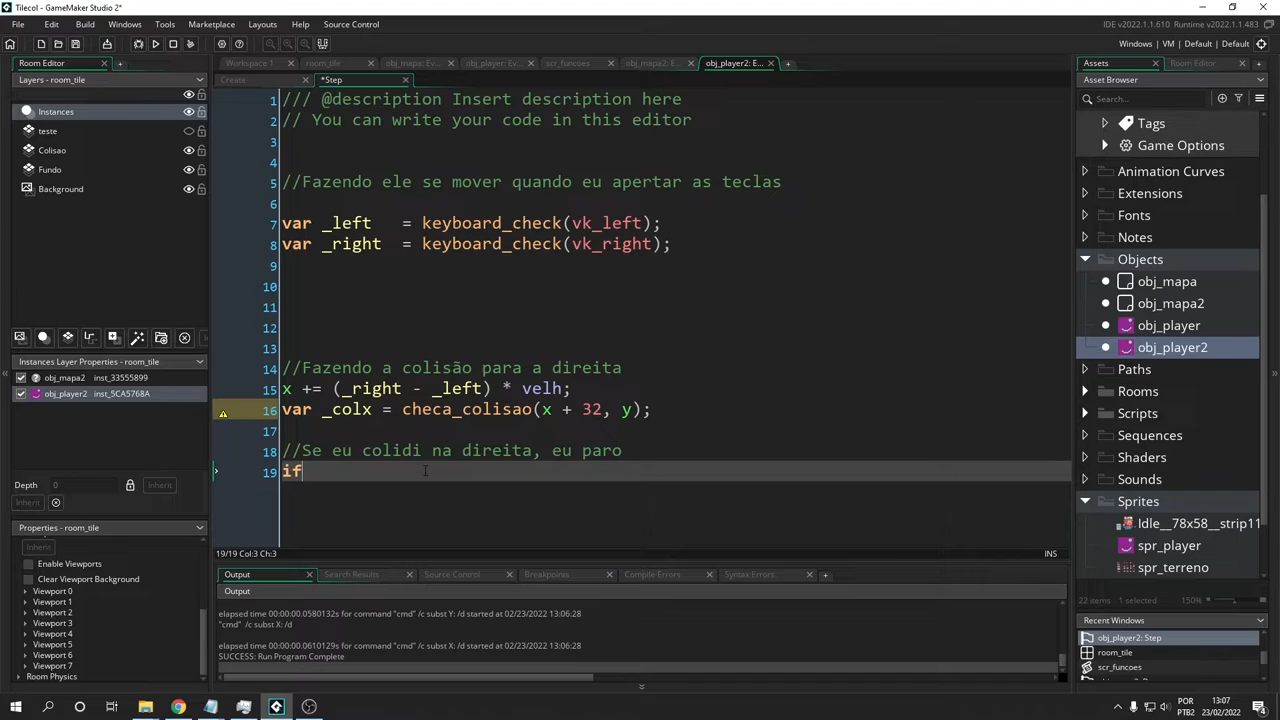 Tilecol - GameMaker Studio 2*
File Edit Build Windows Tools Marketplace Layouts Source Control
IDE v2022.1.1.610 Runtime v2022.1.1.483
Windows | VM | Default | Default
Room Editor
Layers - room_tile
Instances
teste
Colisao
Fundo
Background
Instances Layer Properties - room_tile
obj_mapa2 inst_33555899
obj_player2 inst_5CA5768A
Depth 0 Inherit
Inherit
Properties - room_tile
Inherit
Enable Viewports
Clear Viewport Background
Viewport 0
Viewport 1
Viewport 2
Viewport 3
Viewport 4
Viewport 5
Viewport 6
Viewport 7
Room Physics
Workspace 1 room_tile obj_mapa: Ev... obj_player: Eve... scr_funcoes obj_mapa2: E... obj_player2: E...
Create *Step
1 /// @description Insert description here
2 // You can write your code in this editor
3
4
5 //Fazendo ele se mover quando eu apertar as teclas
6
7 var _left = keyboard_check(vk_left);
8 var _right = keyboard_check(vk_right);
9
10
11
12
13
14 //Fazendo a colisão para a direita
15 x += (_right - _left) * velh;
16 var _colx = checa_colisao(x + 32, y);
17
18 //Se eu colidi na direita, eu paro
19 if
19/19 Col:3 Ch:3 INS
Output Search Results Source Control Breakpoints Compile Errors Syntax Errors
Output
elapsed time 00:00:00.0580132s for command "cmd" /c subst Y: /d started at 02/23/2022 13:06:28
"cmd" /c subst X: /d
elapsed time 00:00:00.0610129s for command "cmd" /c subst X: /d started at 02/23/2022 13:06:28
SUCCESS: Run Program Complete
Assets Room Editor
Asset Browser
Search...
Tags
Game Options
Animation Curves
Extensions
Fonts
Notes
Objects
obj_mapa
obj_mapa2
obj_player
obj_player2
Paths
Rooms
Scripts
Sequences
Shaders
Sounds
Sprites
Idle__78x58__strip11
spr_player
spr_terreno
22 items 1 selected 150%
Recent Windows
obj_player2: Step
room_tile
scr_funcoes
POR
PTB2
13:07
23/02/2022
4